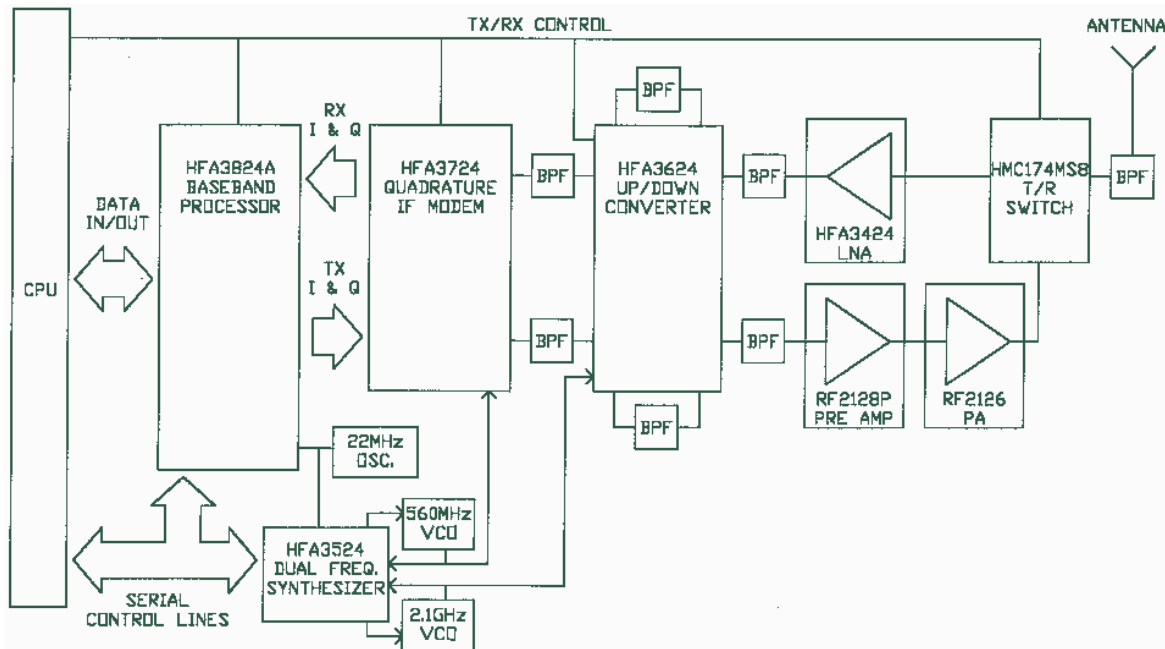 TX/RX CONTROL
ANTENNA
BPF
RX
I & Q
HFA3824A
BASEBAND
PROCESSOR
HFA3724
QUADRATURE
IF MODEM
BPF
HFA3624
UP/DOWN
CONVERTER
BPF
HFA3424
LNA
HMC174MS8
T/R
SWITCH
BPF
DATA
IN/OUT
CPU
TX
I & Q
BPF
BPF
RF2128P
PRE AMP
RF2126
PA
BPF
22MHz
OSC.
560MHz
VCO
HFA3524
DUAL FREQ.
SYNTHESIZER
SERIAL
CONTROL LINES
2.1GHz
VCO